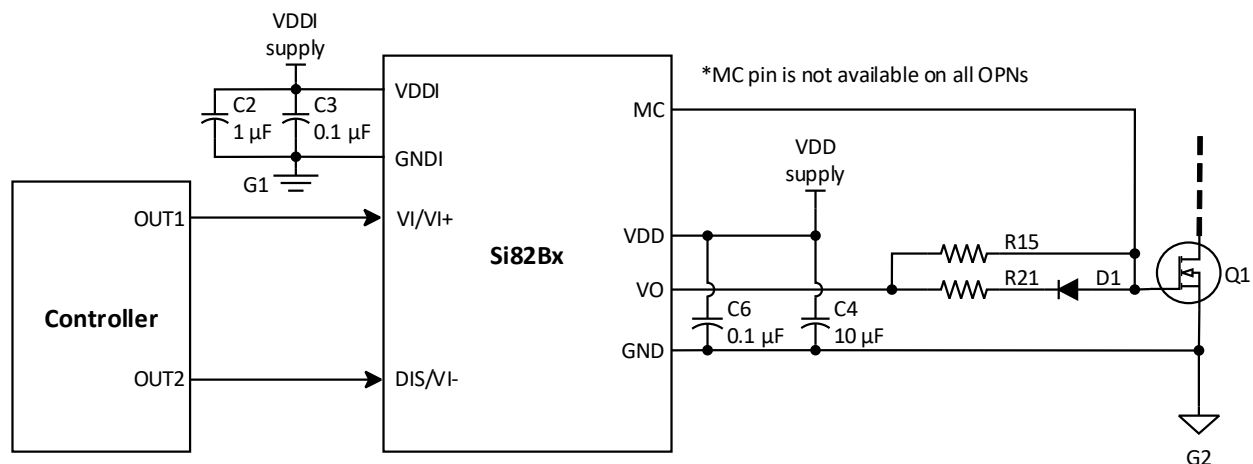 VDDI
supply
*MC pin is not available on all OPNs
VDDI
MC
C2
1 µF
C3
0.1 µF
VDD
supply
GNDI
G1
OUT1
VI/VI+
VDD
R15
Si82Bx
VO
R21
D1
Q1
Controller
C6
0.1 µF
C4
10 µF
GND
OUT2
DIS/VI-
G2